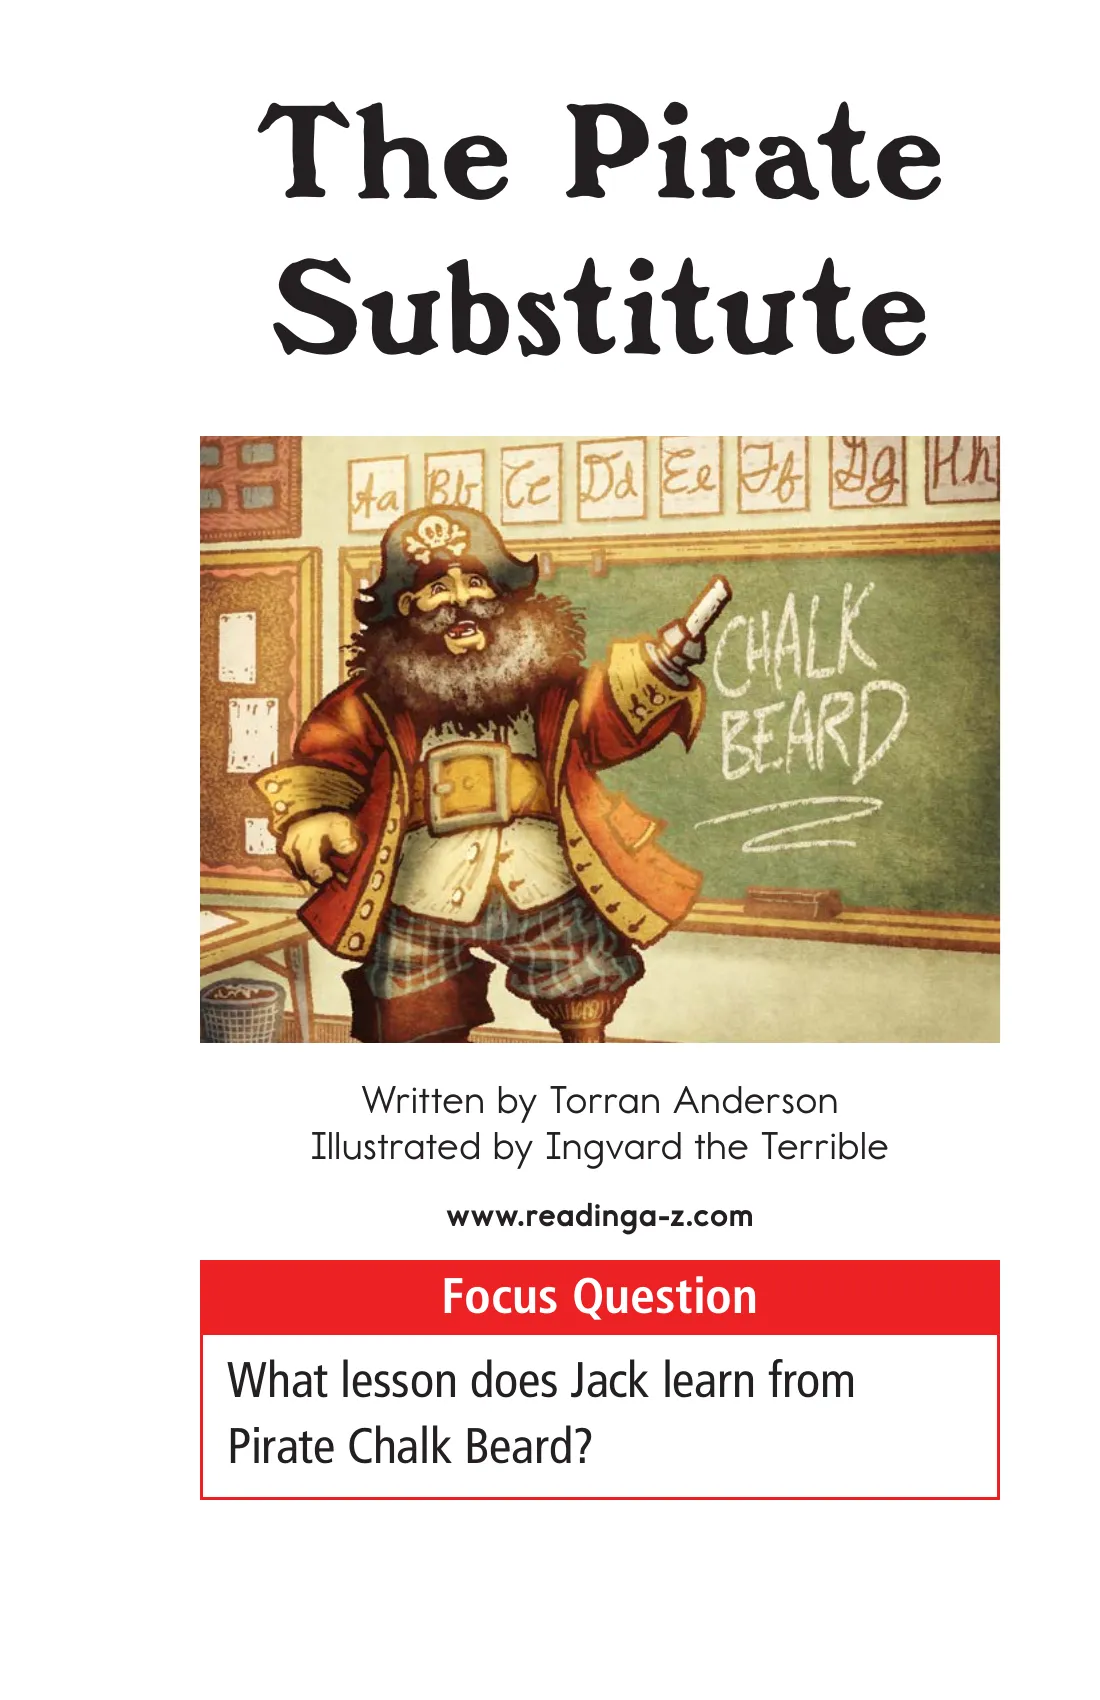 The Pirate
Substitute
Aa Bb Cc Dd Ee Ff Gg Hh
CHALK
BEARD
Written by Torran Anderson
Illustrated by Ingvard the Terrible
www.readinga-z.com
Focus Question
What lesson does Jack learn from
Pirate Chalk Beard?